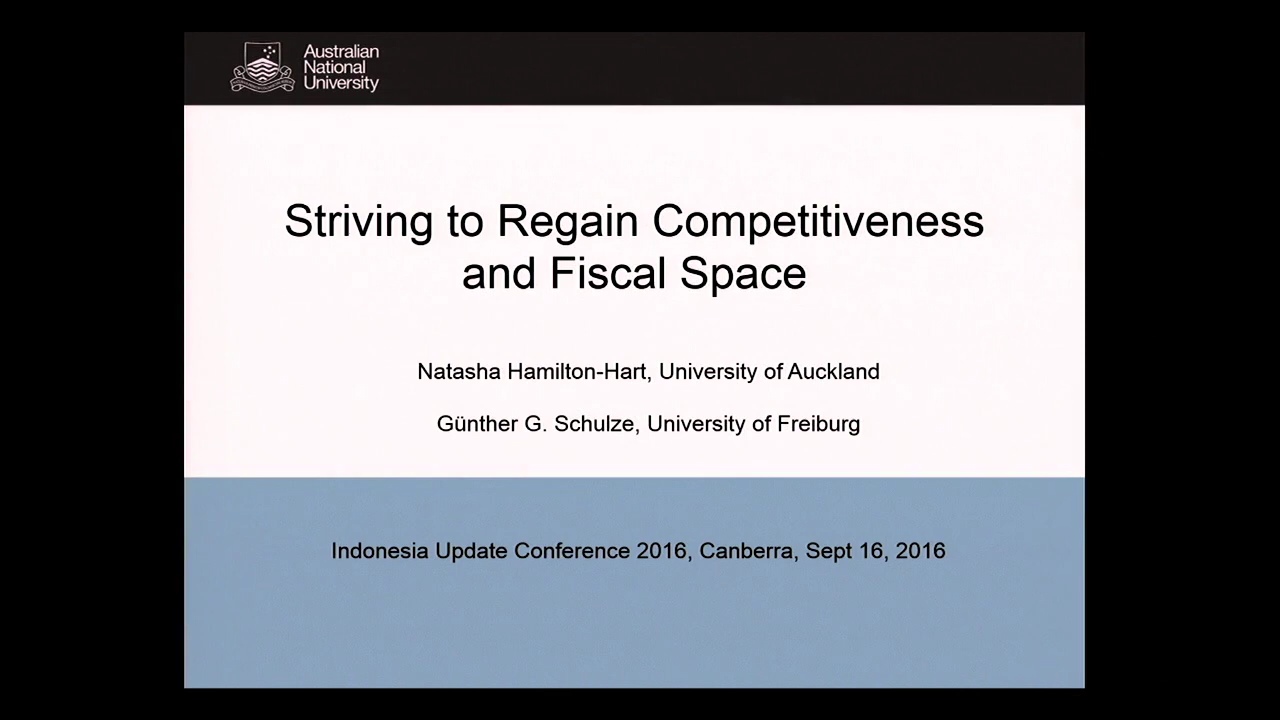 Australian
National
University
Striving to Regain Competitiveness
and Fiscal Space
Natasha Hamilton-Hart, University of Auckland
Günther G. Schulze, University of Freiburg
Indonesia Update Conference 2016, Canberra, Sept 16, 2016